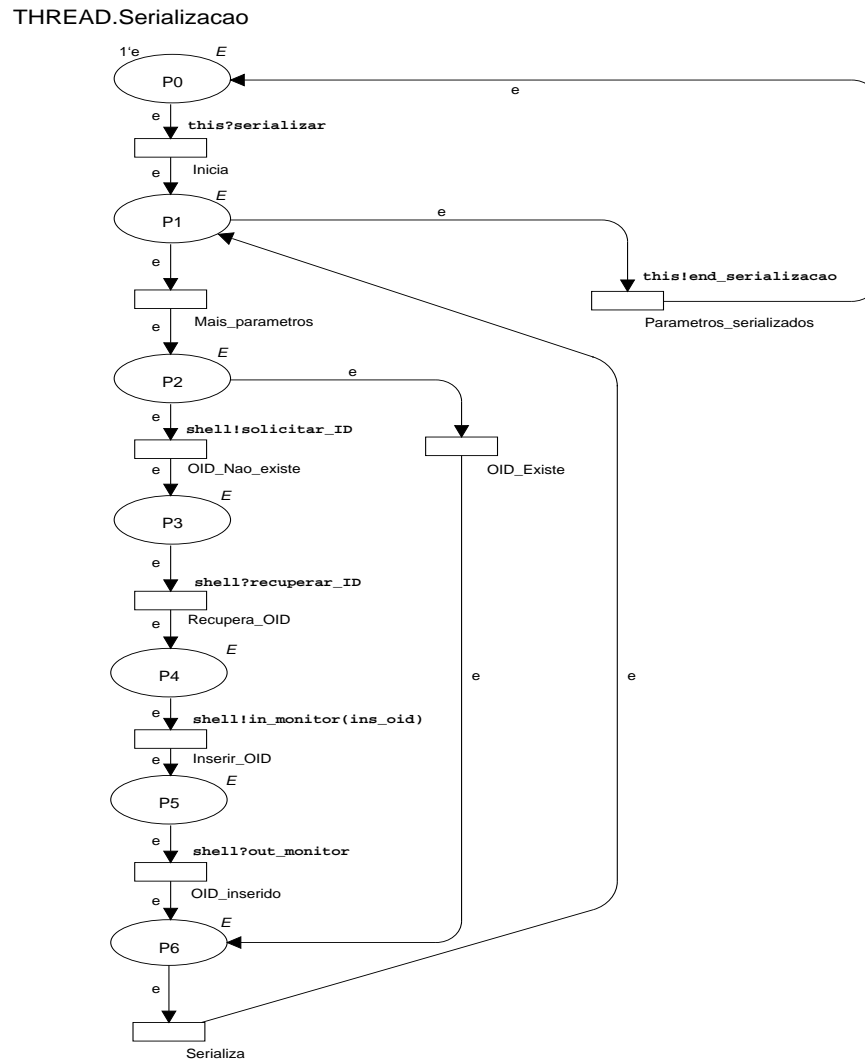 THREAD.Serializacao
1'e
E
P0
e
e
this?serializar
Inicia
e
E
P1
e
e
this!end_serializacao
Mais_parametros
Parametros_serializados
e
E
P2
e
e
shell!solicitar_ID
OID_Nao_existe
OID_Existe
e
E
P3
e
shell?recuperar_ID
Recupera_OID
e
E
P4
e
e
e
shell!in_monitor(ins_oid)
Inserir_OID
e
E
P5
e
shell?out_monitor
OID_inserido
e
E
P6
e
Serializa